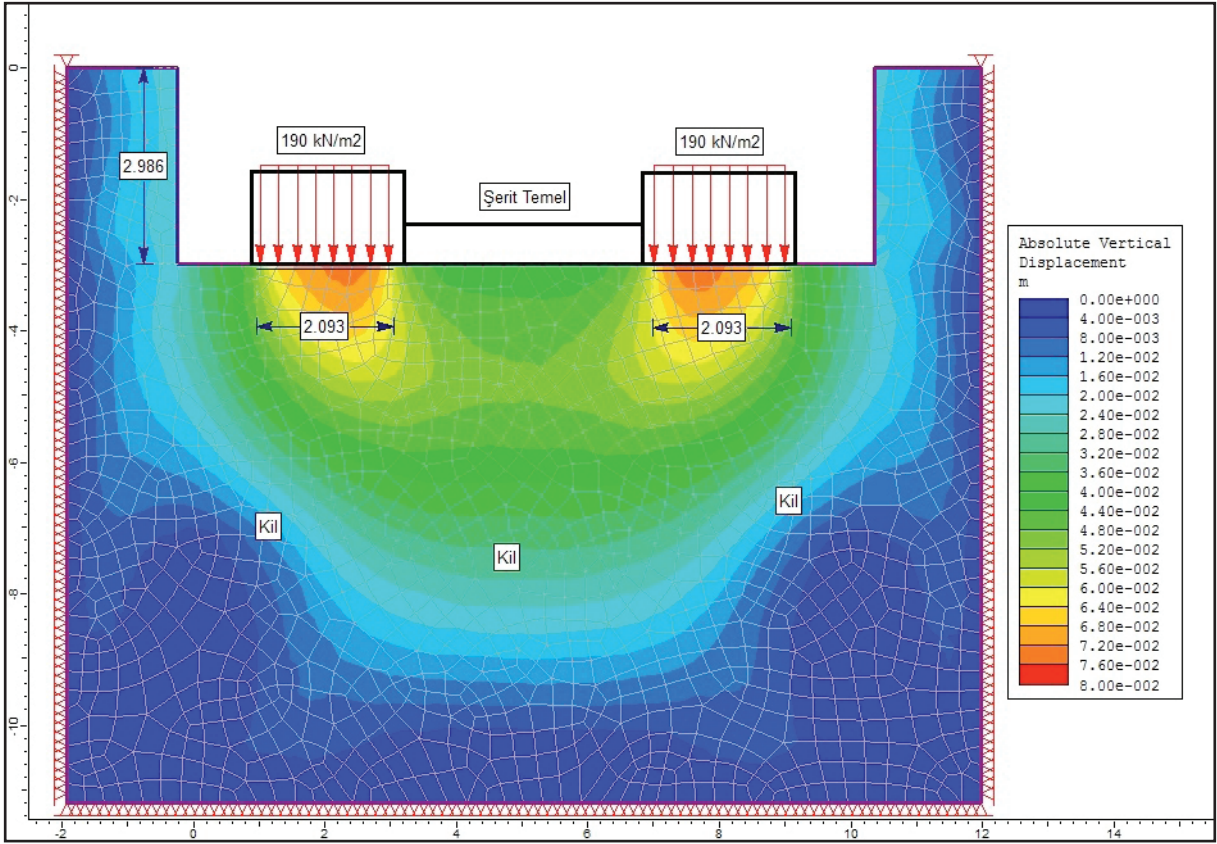 190 kN/m2
190 kN/m2
2.986
Şerit Temel
2.093
2.093
Kil
Kil
Kil
Absolute Vertical
Displacement
m
0.00e+000
4.00e-003
8.00e-003
1.20e-002
1.60e-002
2.00e-002
2.40e-002
2.80e-002
3.20e-002
3.60e-002
4.00e-002
4.40e-002
4.80e-002
5.20e-002
5.60e-002
6.00e-002
6.40e-002
6.80e-002
7.20e-002
7.60e-002
8.00e-002
0
-2
-4
-6
-8
-10
-2 0 2 4 6 8 10 12 14